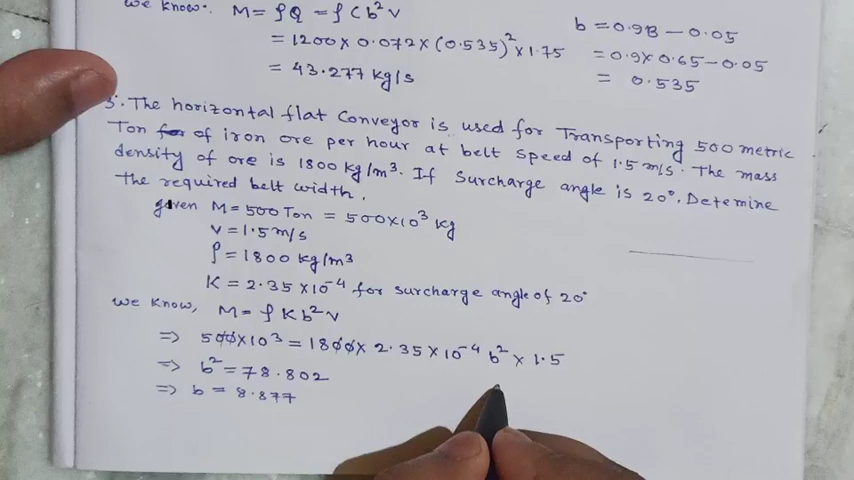 we know:. M = ρQ = ρCb²V
b = 0.9B - 0.05
= 1200 × 0.072 × (0.535)² × 1.75
= 0.9 × 0.65 - 0.05
= 43.277 kg/s
= 0.535
3. The horizontal flat Conveyor is used for Transporting 500 metric
Ton of iron ore per hour at belt speed of 1.5 m/s. The mass
density of ore is 1800 kg/m³. If Surcharge angle is 20°. Detemine
the required belt width.
given M = 500 Ton = 500×10³ kg
V = 1.5 m/s
ρ = 1800 kg/m³
K = 2.35 × 10⁻⁴ for surcharge angle of 20°
we know, M = ρKb²V
⇒ 500×10³ = 1800 × 2.35 × 10⁻⁴ b² × 1.5
⇒ b² = 78.802
⇒ b = 8.877